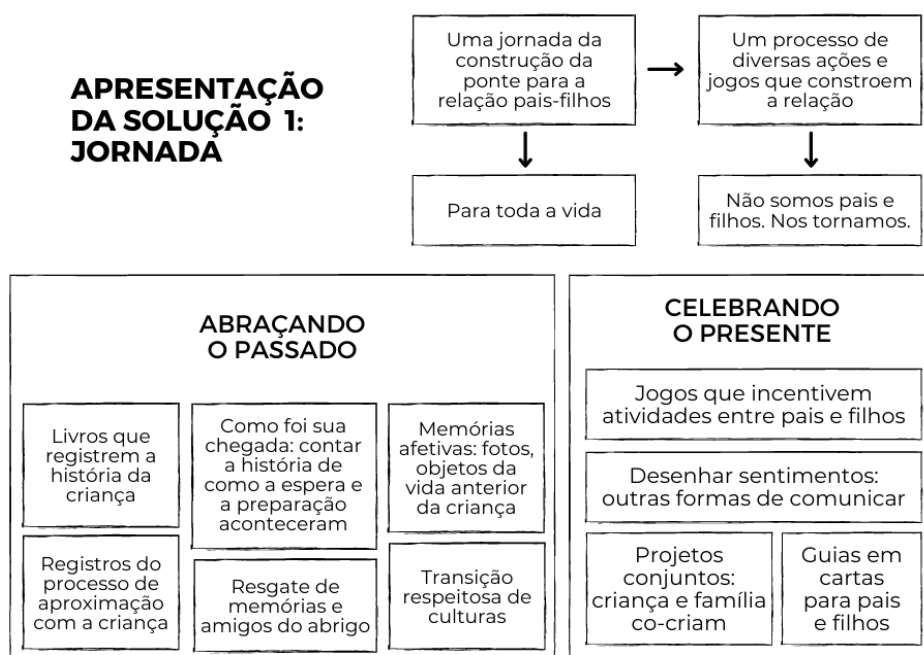 APRESENTAÇÃO
DA SOLUÇÃO 1:
JORNADA
Uma jornada da
construção da
ponte para a
relação pais-filhos
Um processo de
diversas ações e
jogos que constroem
a relação
Para toda a vida
Não somos pais e
filhos. Nos tornamos.
ABRAÇANDO
O PASSADO
Livros que
registrem a
história da
criança
Como foi sua
chegada: contar
a história de
como a espera e
a preparação
aconteceram
Memórias
afetivas: fotos,
objetos da
vida anterior
da criança
Registros do
processo de
aproximação
com a criança
Resgate de
memórias e
amigos do abrigo
Transição
respeitosa de
culturas
CELEBRANDO
O PRESENTE
Jogos que incentivem
atividades entre pais e filhos
Desenhar sentimentos:
outras formas de comunicar
Projetos
conjuntos:
criança e família
co-criam
Guias em
cartas
para pais
e filhos